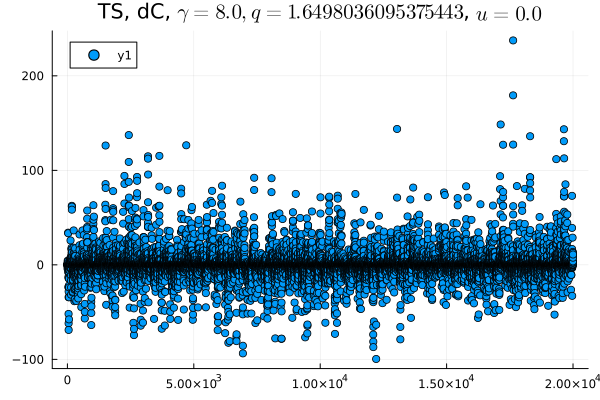 TS, dC, γ = 8.0, q = 1.6498036095375443, u = 0.0
y1
200
100
0
−100
0 5.00×10³ 1.00×10⁴ 1.50×10⁴ 2.00×10⁴